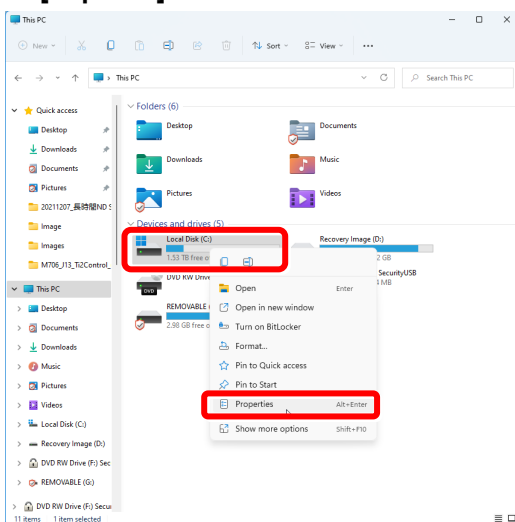 This PC
New
Sort
View
This PC
Search This PC
Quick access
Desktop
Downloads
Documents
Pictures
20211207_長時間ND S
Image
Images
M706_J13_Ti2Control_
This PC
Desktop
Documents
Downloads
Music
Pictures
Videos
Local Disk (C:)
Recovery Image (D:)
DVD RW Drive (F:) Sec
REMOVABLE (G:)
DVD RW Drive (F:) Secur
Folders (6)
Desktop
Documents
Downloads
Music
Pictures
Videos
Devices and drives (5)
Local Disk (C:)
1.53 TB free o
Recovery Image (D:)
2 GB
DVD RW Drive
DVD
SecurityUSB
MB
REMOVABLE
2.98 GB free o
Open Enter
Open in new window
Turn on BitLocker
Format...
Pin to Quick access
Pin to Start
Properties Alt+Enter
Show more options Shift+F10
11 items 1 item selected